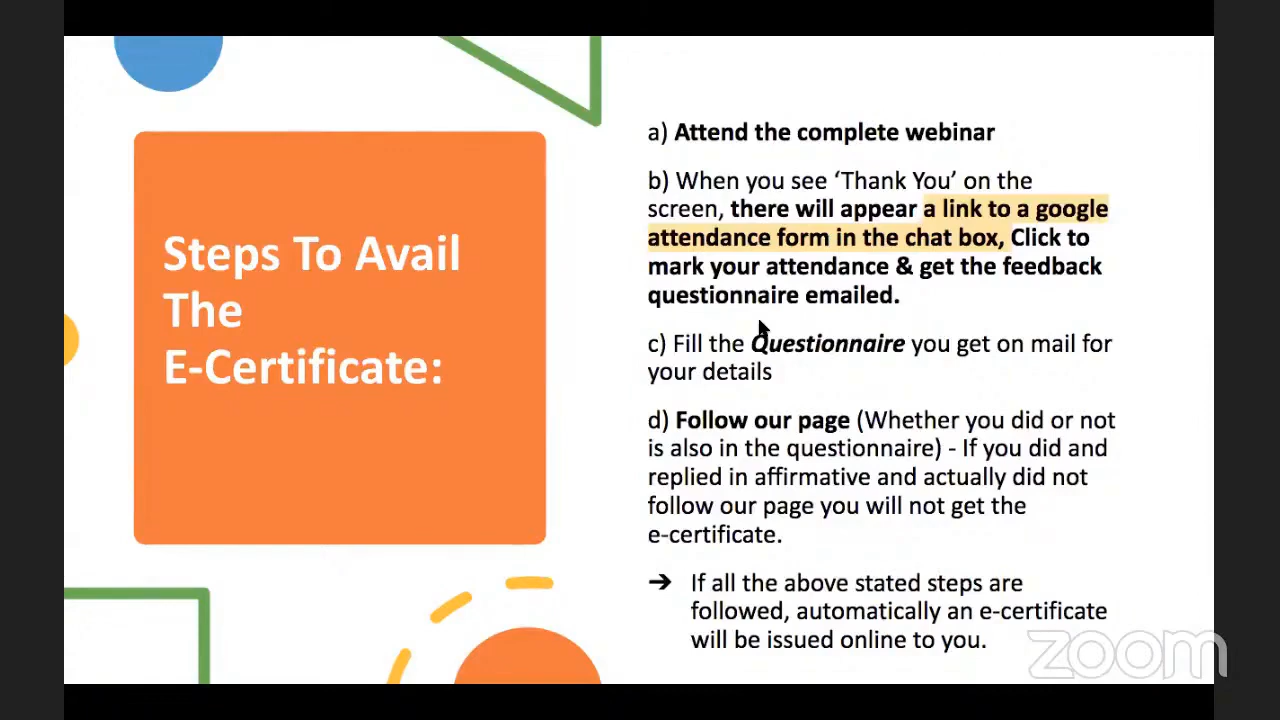 Steps To Avail
The
E-Certificate:
a) Attend the complete webinar
b) When you see ‘Thank You’ on the
screen, there will appear a link to a google
attendance form in the chat box, Click to
mark your attendance & get the feedback
questionnaire emailed.
c) Fill the Questionnaire you get on mail for
your details
d) Follow our page (Whether you did or not
is also in the questionnaire) - If you did and
replied in affirmative and actually did not
follow our page you will not get the
e-certificate.
➔ If all the above stated steps are
followed, automatically an e-certificate
will be issued online to you.
zoom